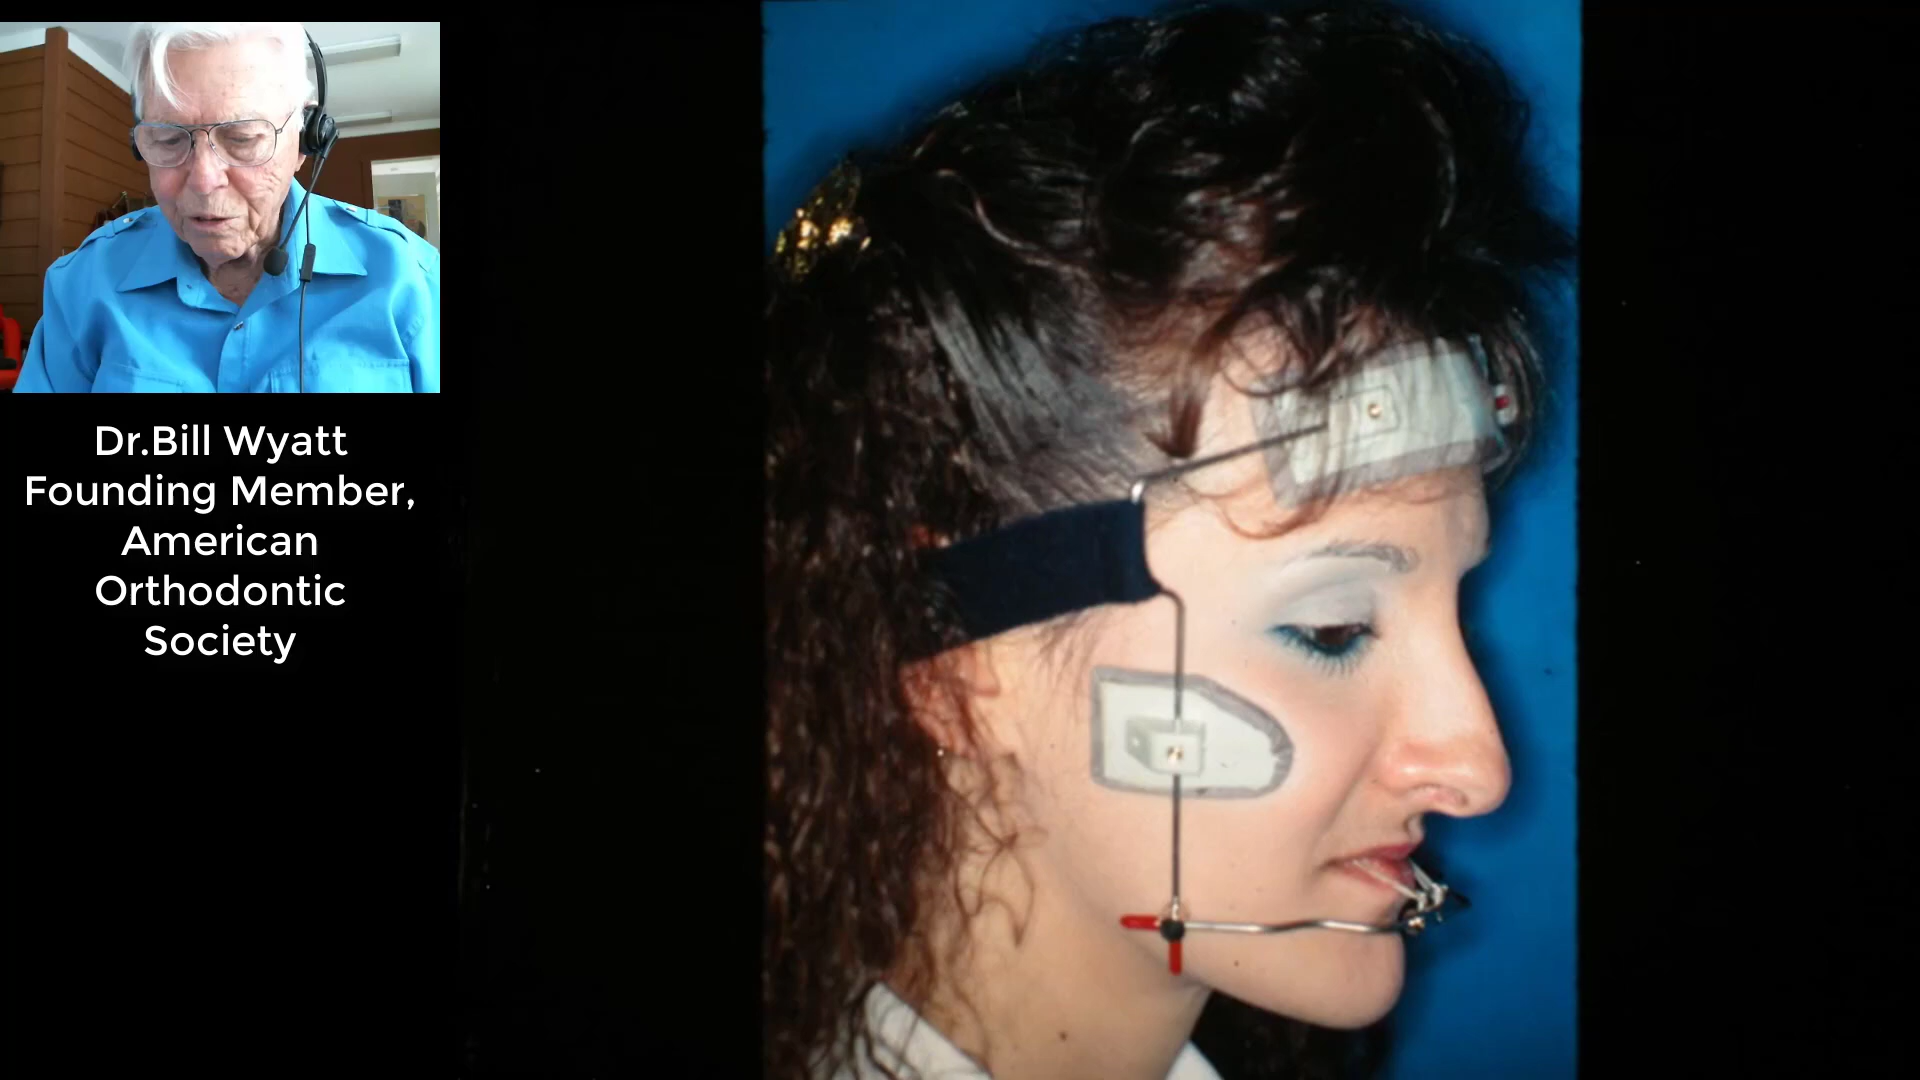 Dr.Bill Wyatt
Founding Member,
American
Orthodontic
Society